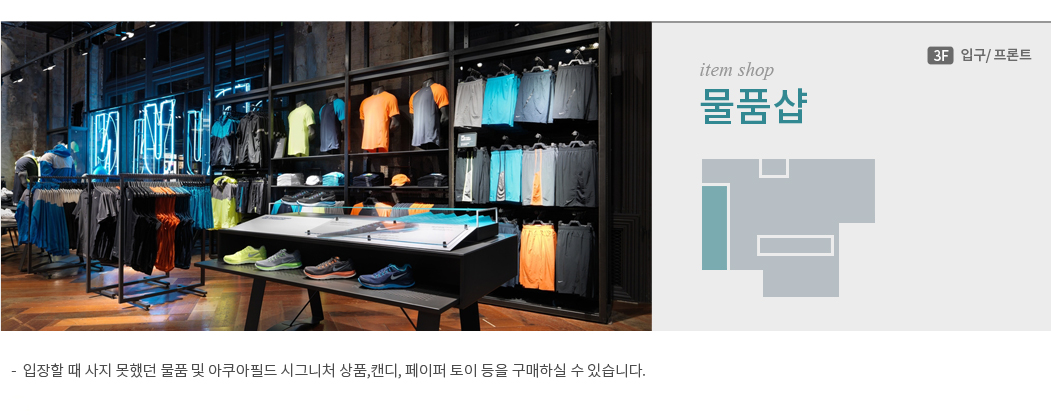 3F 입구/ 프론트
item shop
물품샵
- 입장할 때 사지 못했던 물품 및 아쿠아필드 시그니처 상품,캔디, 페이퍼 토이 등을 구매하실 수 있습니다.